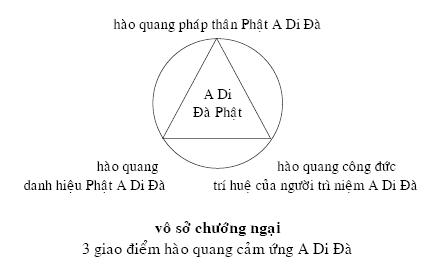 hào quang pháp thân Phật A Di Đà
A Di
Đà Phật
hào quang
danh hiệu Phật A Di Đà
hào quang công đức
trí huệ của người trì niệm A Di Đà
vô sở chướng ngại
3 giao điểm hào quang cảm ứng A Di Đà